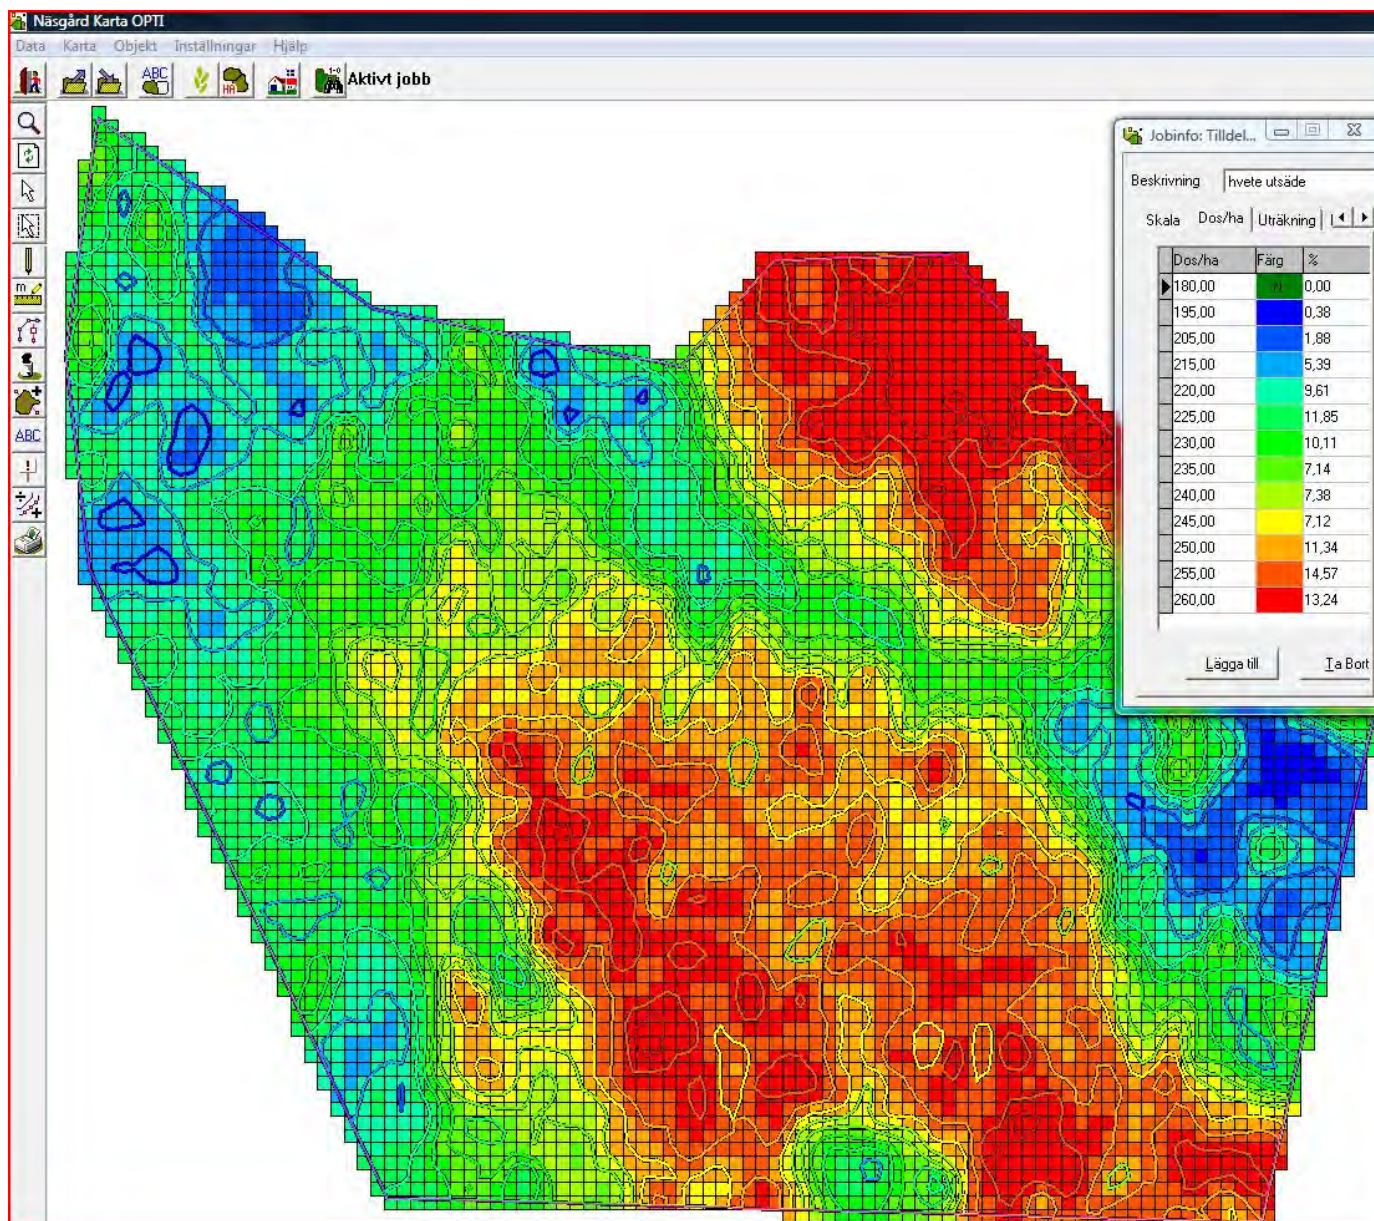 Näsgård Karta OPTI
Data Karta Objekt Inställningar Hjälp
ABC HA 1-0 Aktivt jobb
m
ABC
Jobinfo: Tilldel...
Beskrivning hvete utsäde
Skala Dos/ha Uträkning
Dos/ha Färg %
180,00 0,00
195,00 0,38
205,00 1,88
215,00 5,39
220,00 9,61
225,00 11,85
230,00 10,11
235,00 7,14
240,00 7,38
245,00 7,12
250,00 11,34
255,00 14,57
260,00 13,24
Lägga till Ta Bort